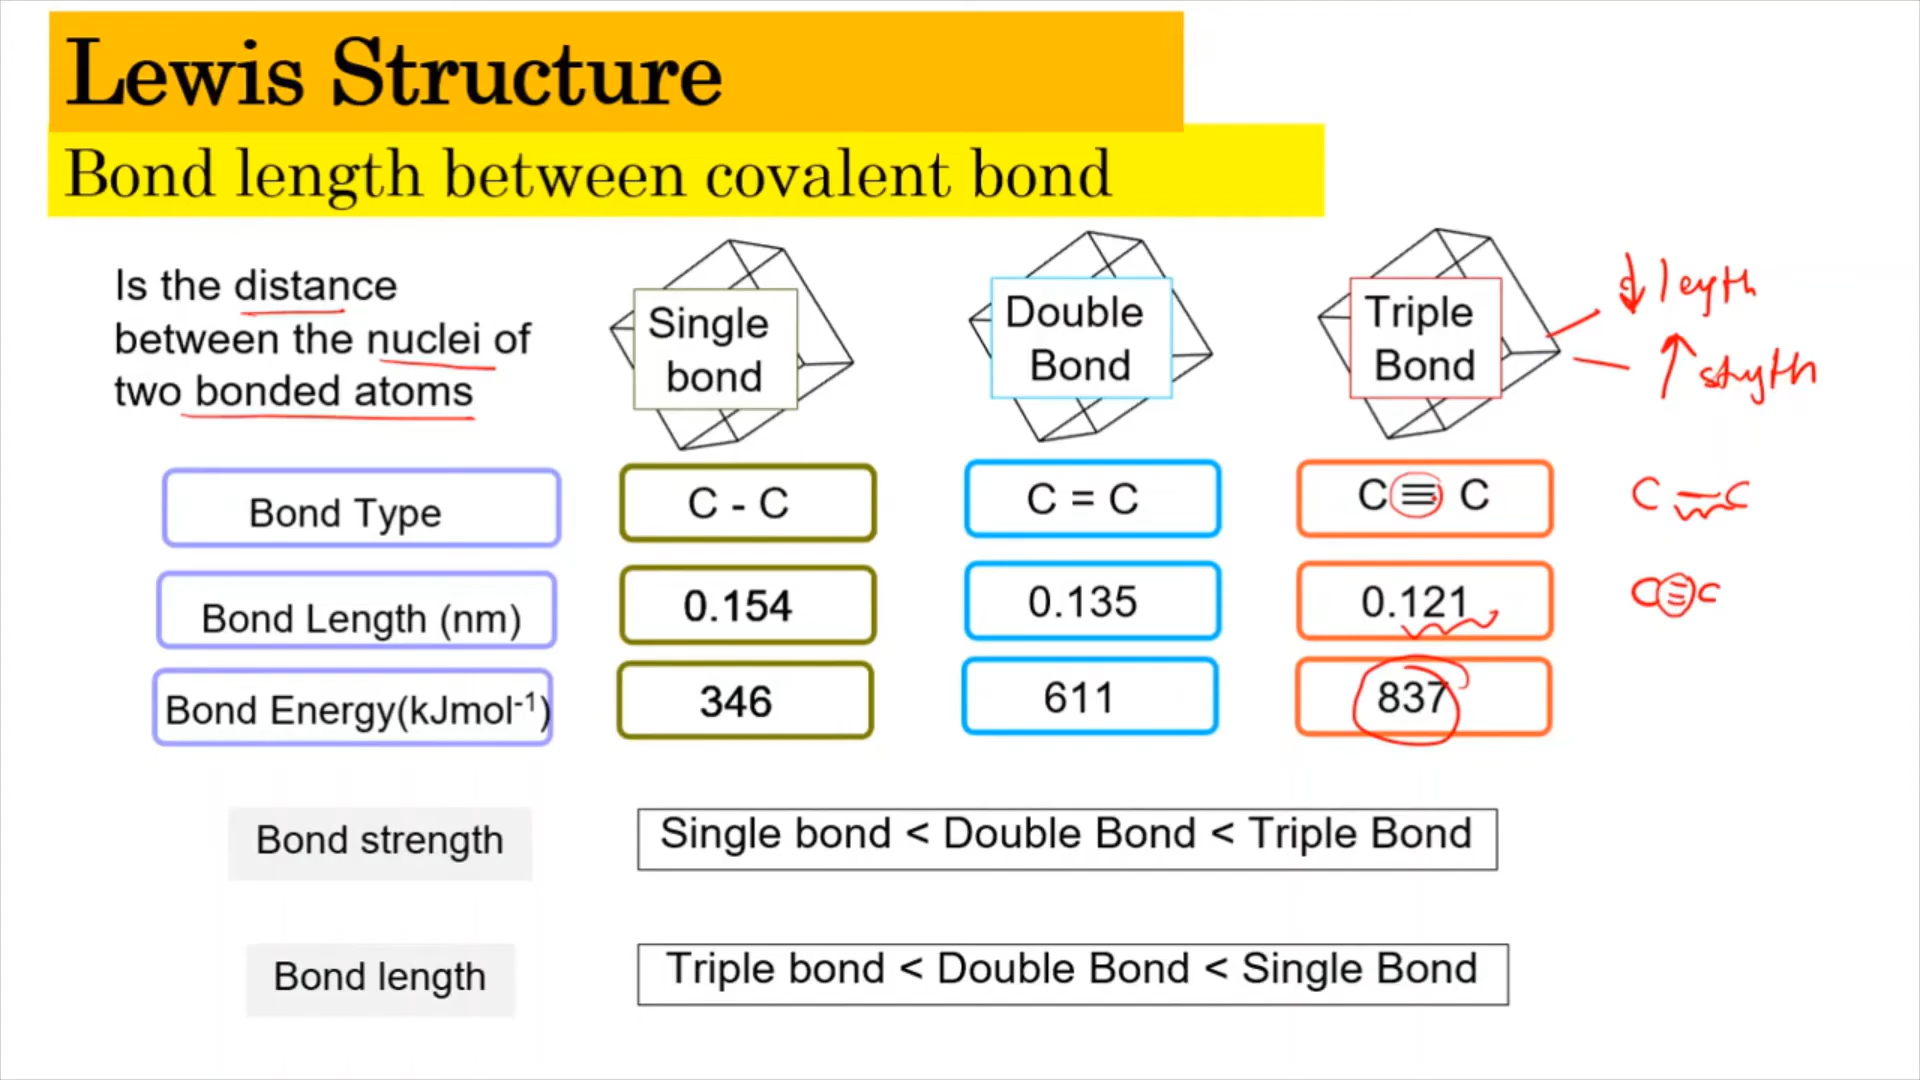 Lewis Structure
Bond length between covalent bond
Is the distance
between the nuclei of
two bonded atoms
Single
bond
Double
Bond
Triple
Bond
↓ length
↑ strength
Bond Type
C - C
C = C
C ≡ C
C = C
Bond Length (nm)
0.154
0.135
0.121
C ≡ C
Bond Energy(kJmol⁻¹)
346
611
837
Bond strength
Single bond < Double Bond < Triple Bond
Bond length
Triple bond < Double Bond < Single Bond